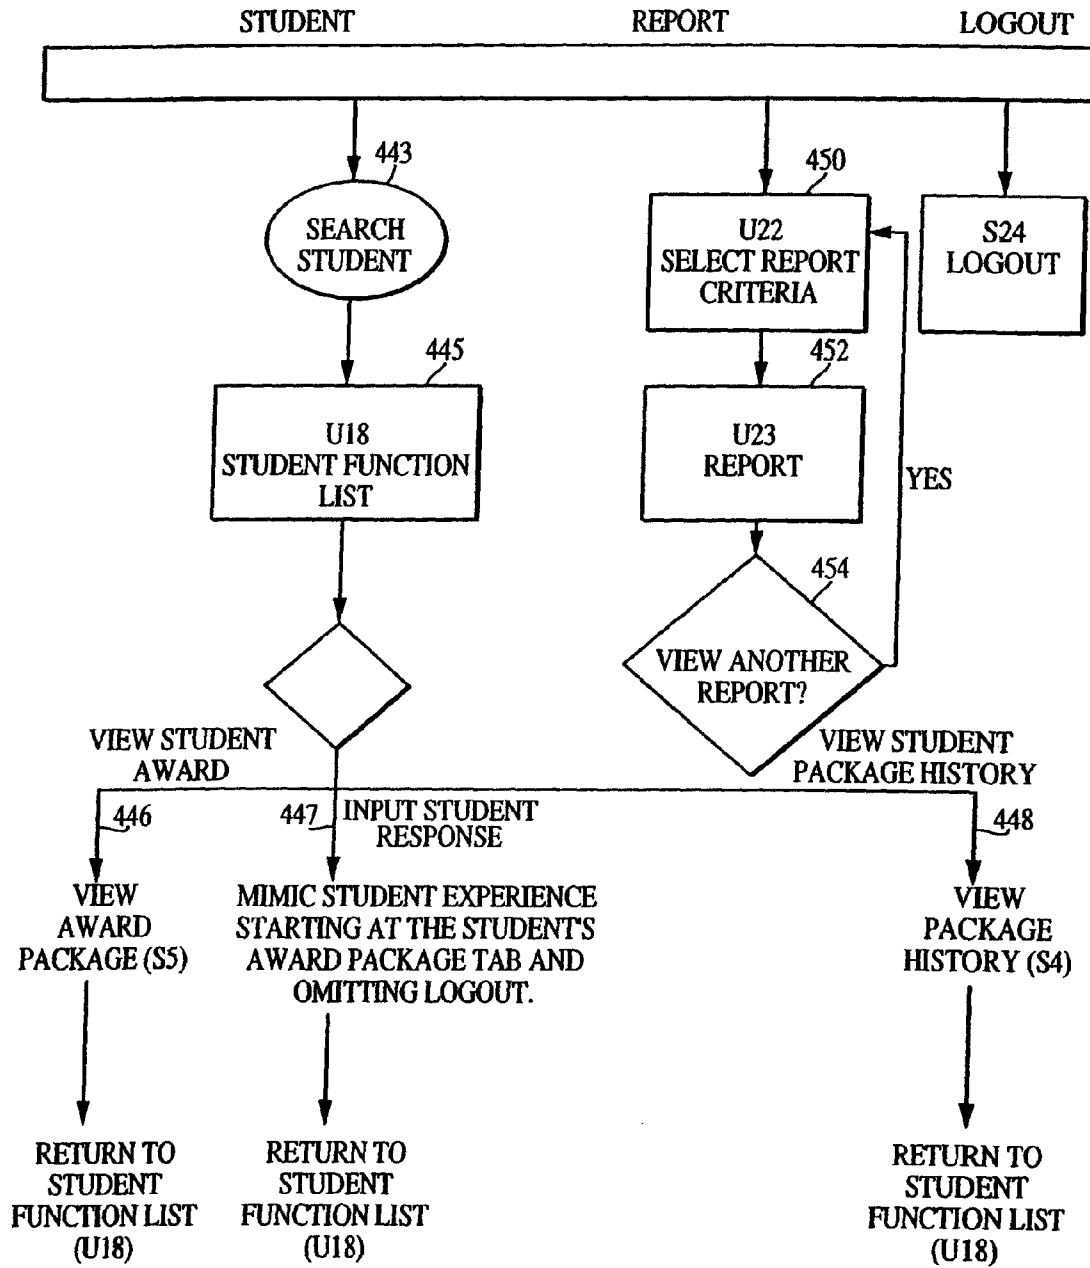 STUDENT
REPORT
LOGOUT
443
SEARCH
STUDENT
450
U22
SELECT REPORT
CRITERIA
S24
LOGOUT
445
U18
STUDENT FUNCTION
LIST
452
U23
REPORT
YES
454
VIEW ANOTHER
REPORT?
VIEW STUDENT
AWARD
VIEW STUDENT
PACKAGE HISTORY
446
447
INPUT STUDENT
RESPONSE
448
VIEW
AWARD
PACKAGE (S5)
MIMIC STUDENT EXPERIENCE
STARTING AT THE STUDENT'S
AWARD PACKAGE TAB AND
OMITTING LOGOUT.
VIEW
PACKAGE
HISTORY (S4)
RETURN TO
STUDENT
FUNCTION LIST
(U18)
RETURN TO
STUDENT
FUNCTION LIST
(U18)
RETURN TO
STUDENT
FUNCTION LIST
(U18)